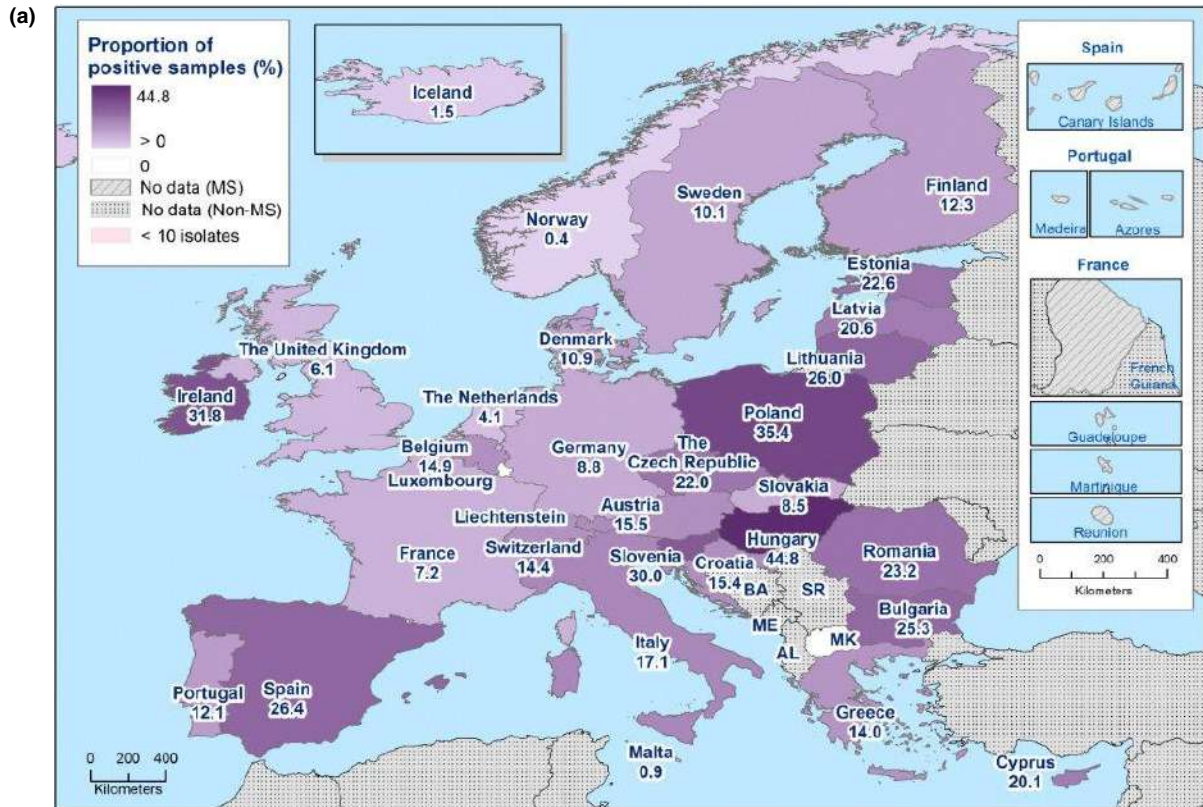 (a)
Proportion of
positive samples (%)
44.8
> 0
0
No data (MS)
No data (Non-MS)
< 10 isolates
Iceland
1.5
Norway
0.4
Sweden
10.1
Finland
12.3
Estonia
22.6
Latvia
20.6
Lithuania
26.0
Denmark
10.9
The United Kingdom
6.1
Ireland
31.8
The Netherlands
4.1
Belgium
14.9
Luxembourg
Germany
8.8
Poland
35.4
The
Czech Republic
22.0
Slovakia
8.5
Austria
15.5
Liechtenstein
Hungary
44.8
France
7.2
Switzerland
14.4
Slovenia
30.0
Croatia
15.4
Romania
23.2
BA
SR
Bulgaria
25.3
ME
MK
AL
Italy
17.1
Portugal
12.1
Spain
26.4
Greece
14.0
Malta
0.9
Cyprus
20.1
0 200 400
Kilometers
Spain
Canary Islands
Portugal
Madeira
Azores
France
French
Guiana
Guadeloupe
Martinique
Reunion
0 200 400
Kilometers